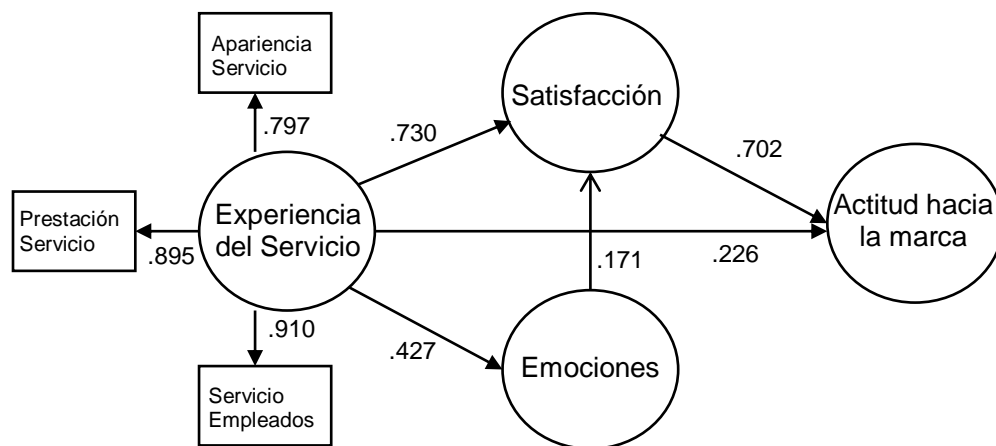 Apariencia
Servicio
Satisfacción
.797
.730
.702
Prestación
Servicio
Experiencia
del Servicio
Actitud hacia
la marca
.895
.171
.226
.910
.427
Emociones
Servicio
Empleados